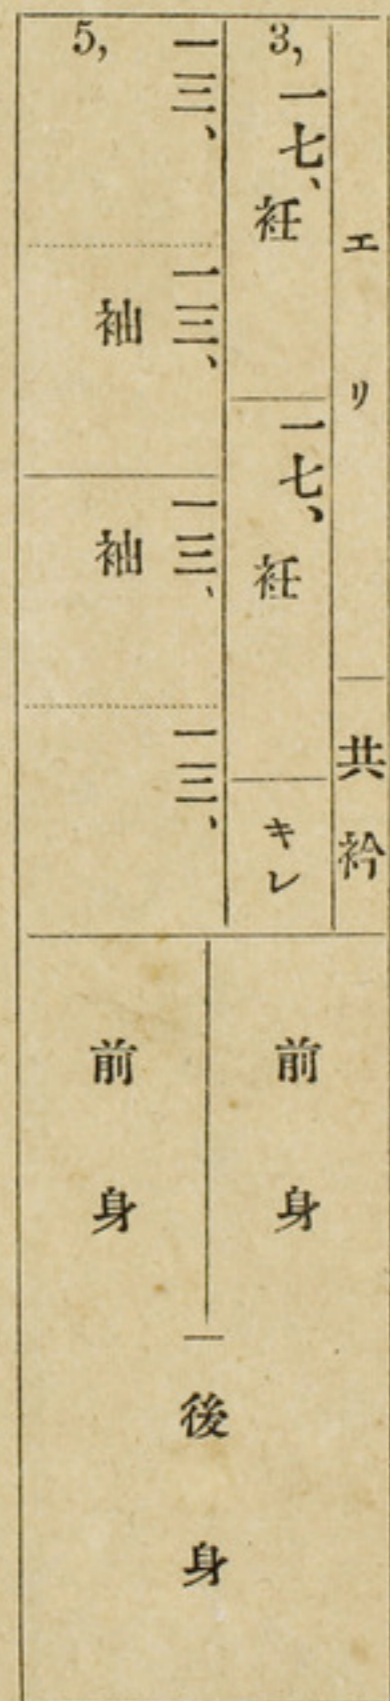 エリ
共衿
3,
一七、
衽
一七、
衽
キレ
5,
一三、
一三、
袖
一三、
袖
一三、
前身
前身
後身